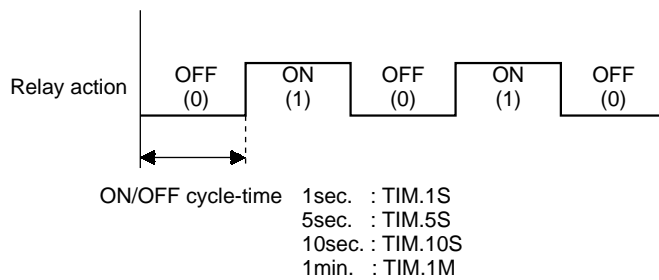 OFF ON OFF ON OFF
Relay action (0) (1) (0) (1) (0)
ON/OFF cycle-time 1sec. : TIM.1S
5sec. : TIM.5S
10sec. : TIM.10S
1min. : TIM.1M